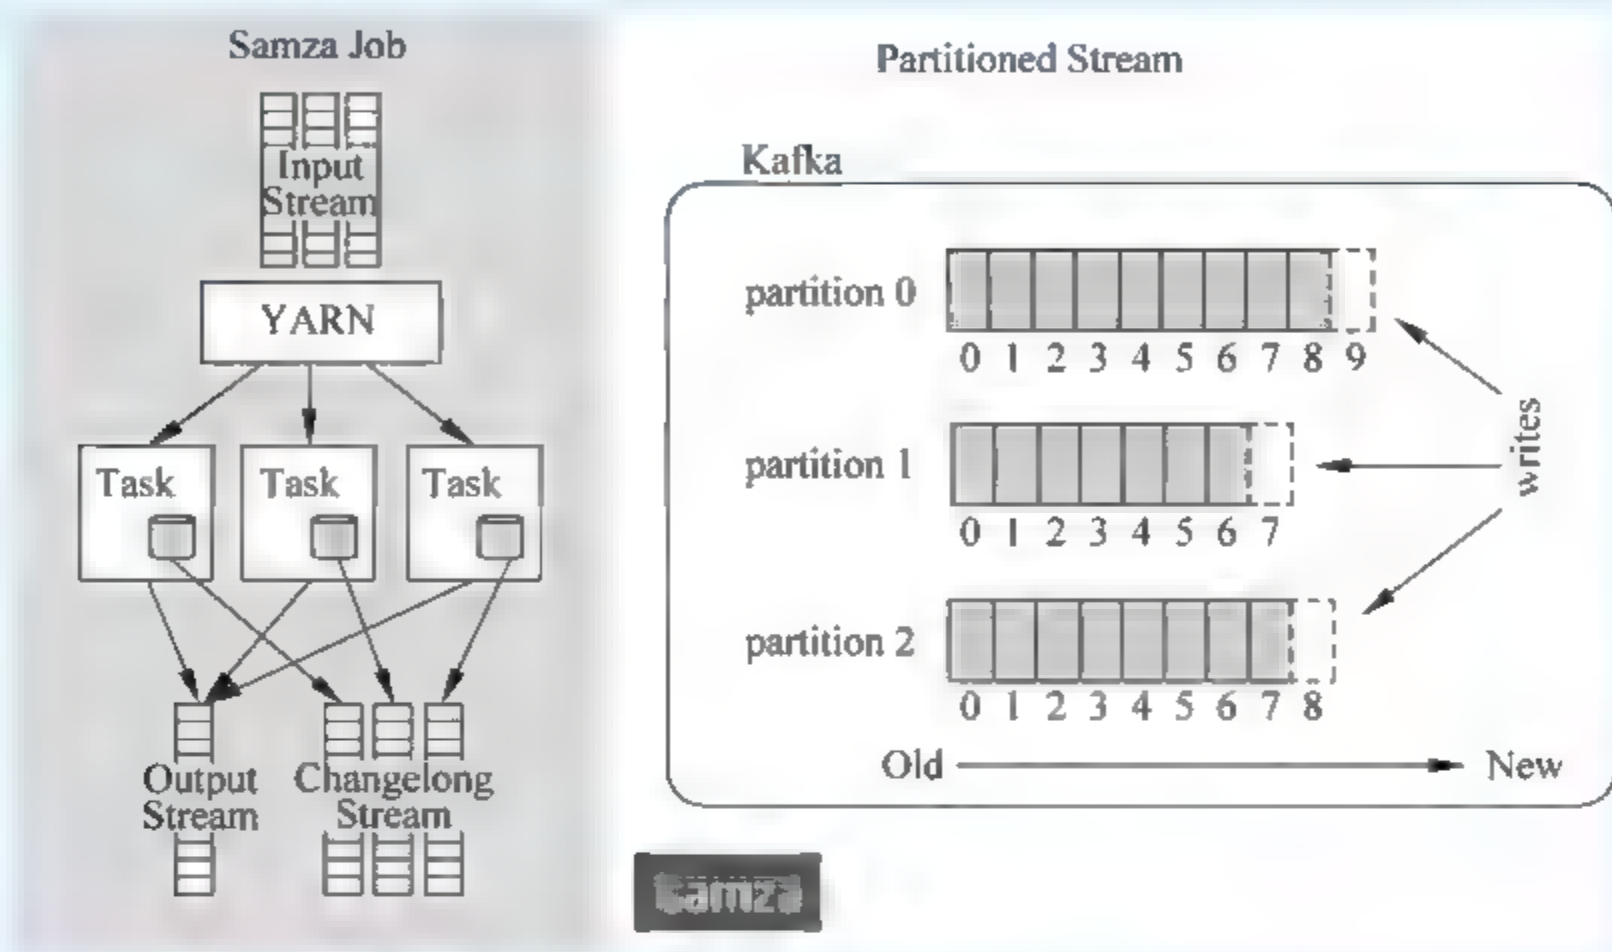 Samza Job
Input
Stream
YARN
Task Task Task
Output
Stream
Changelong
Stream
Partitioned Stream
Kafka
partition 0
0 1 2 3 4 5 6 7 8 9
partition 1
0 1 2 3 4 5 6 7
partition 2
0 1 2 3 4 5 6 7 8
writes
Old New
Samza